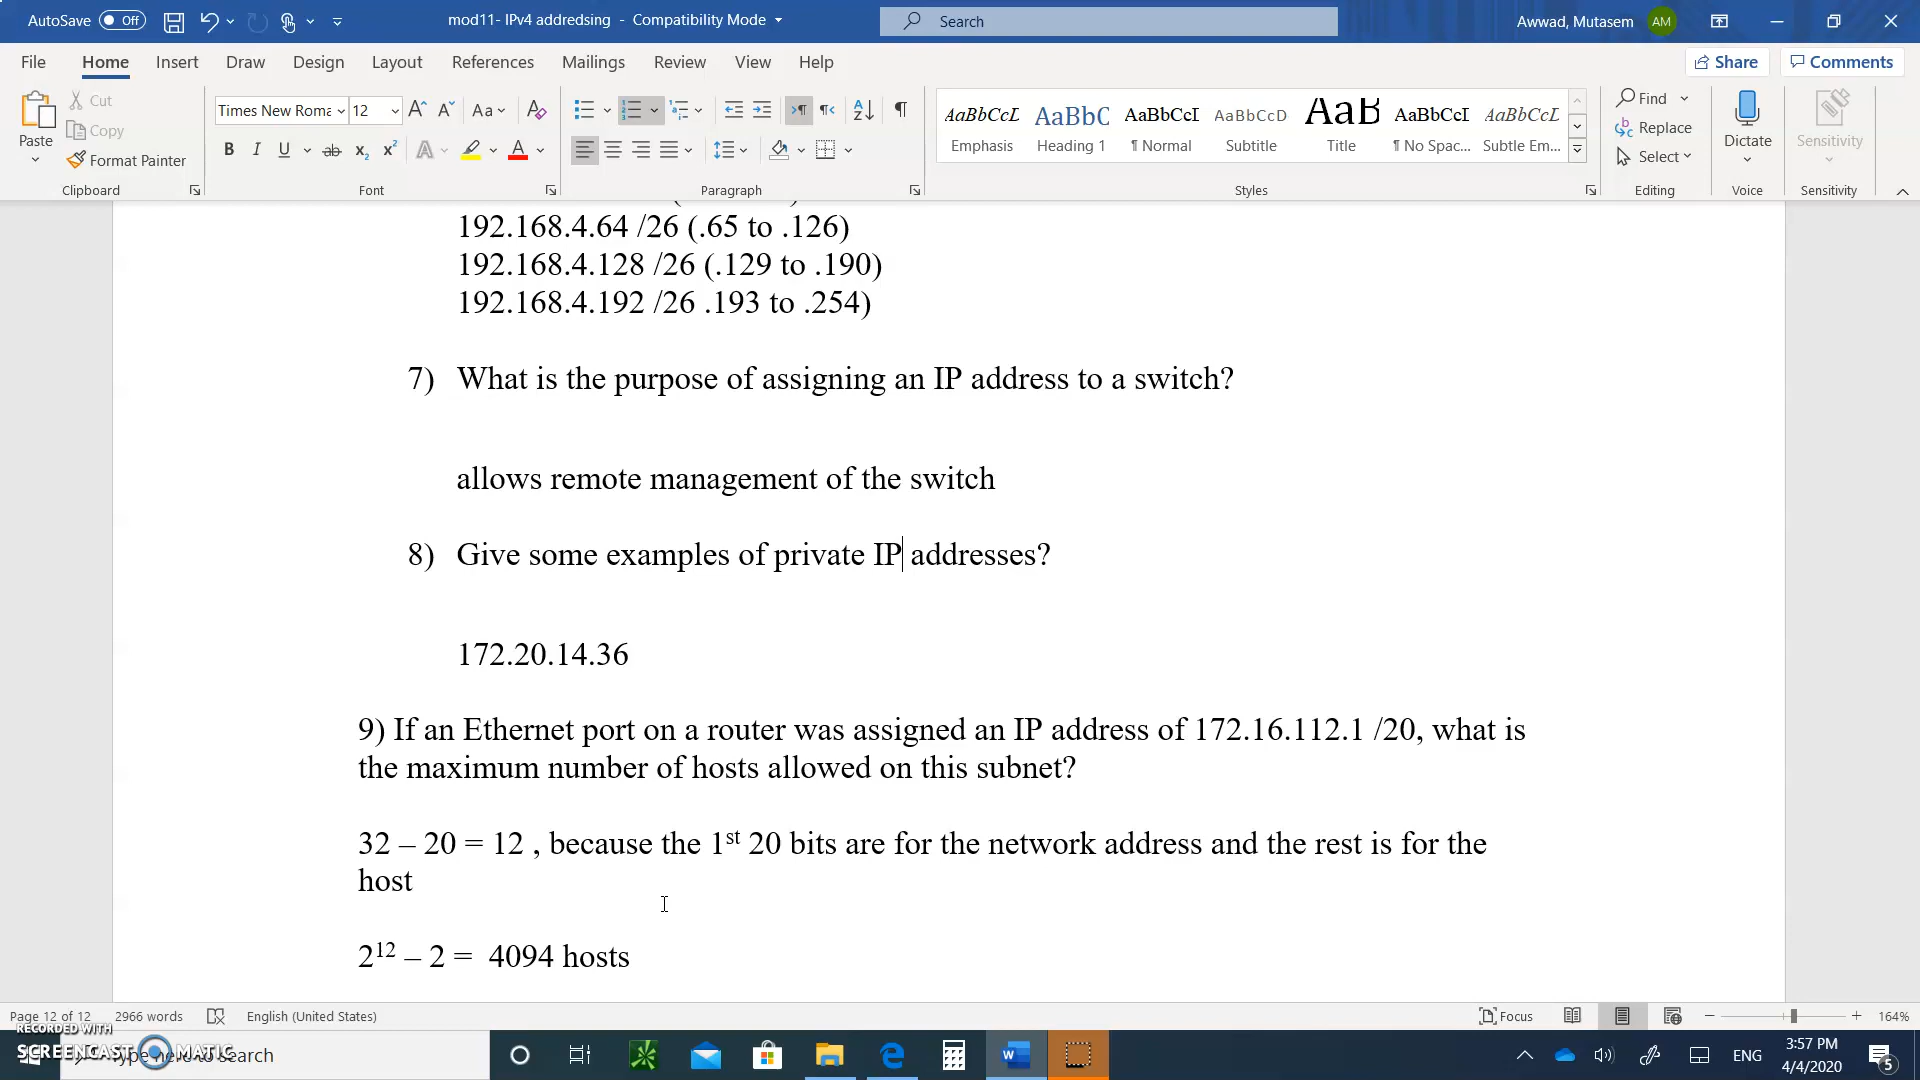 AutoSave Off mod11- IPv4 addredsing - Compatibility Mode Search Awwad, Mutasem AM
File Home Insert Draw Design Layout References Mailings Review View Help Share Comments
Paste Cut Copy Format Painter
Times New Roma 12 Aa
B I U ab x₂ x² A A
AaBbCcL Emphasis
AaBbC Heading 1
AaBbCcI ¶ Normal
AaBbCcD Subtitle
AaB Title
AaBbCcI ¶ No Spac...
AaBbCcL Subtle Em...
Find Replace Select
Dictate Sensitivity
Clipboard Font Paragraph Styles Editing Voice Sensitivity
192.168.4.64 /26 (.65 to .126)
192.168.4.128 /26 (.129 to .190)
192.168.4.192 /26 .193 to .254)
7) What is the purpose of assigning an IP address to a switch?
allows remote management of the switch
8) Give some examples of private IP addresses?
172.20.14.36
9) If an Ethernet port on a router was assigned an IP address of 172.16.112.1 /20, what is
the maximum number of hosts allowed on this subnet?
32 – 20 = 12 , because the 1st 20 bits are for the network address and the rest is for the
host
2¹² – 2 = 4094 hosts
Page 12 of 12 2966 words English (United States) Focus 164%
RECORDED WITH
SCREENCAST MATIC
Type here to search
ENG 3:57 PM
4/4/2020 5